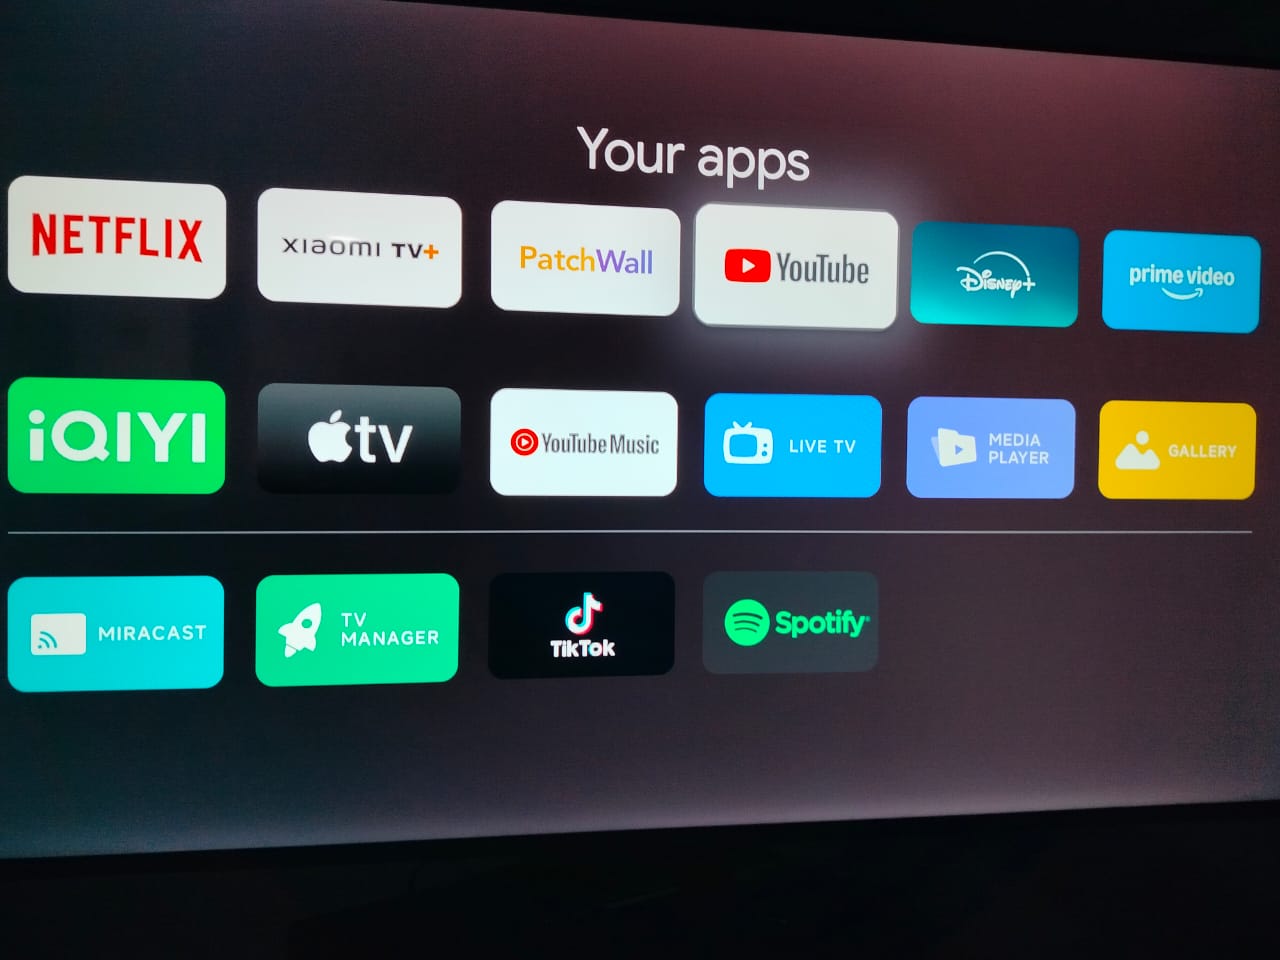 Your apps
NETFLIX
xiaomi TV+
PatchWall
YouTube
Disney+
prime video
iQIYI
tv
YouTube Music
LIVE TV
MEDIA
PLAYER
GALLERY
MIRACAST
TV
MANAGER
TikTok
Spotify®